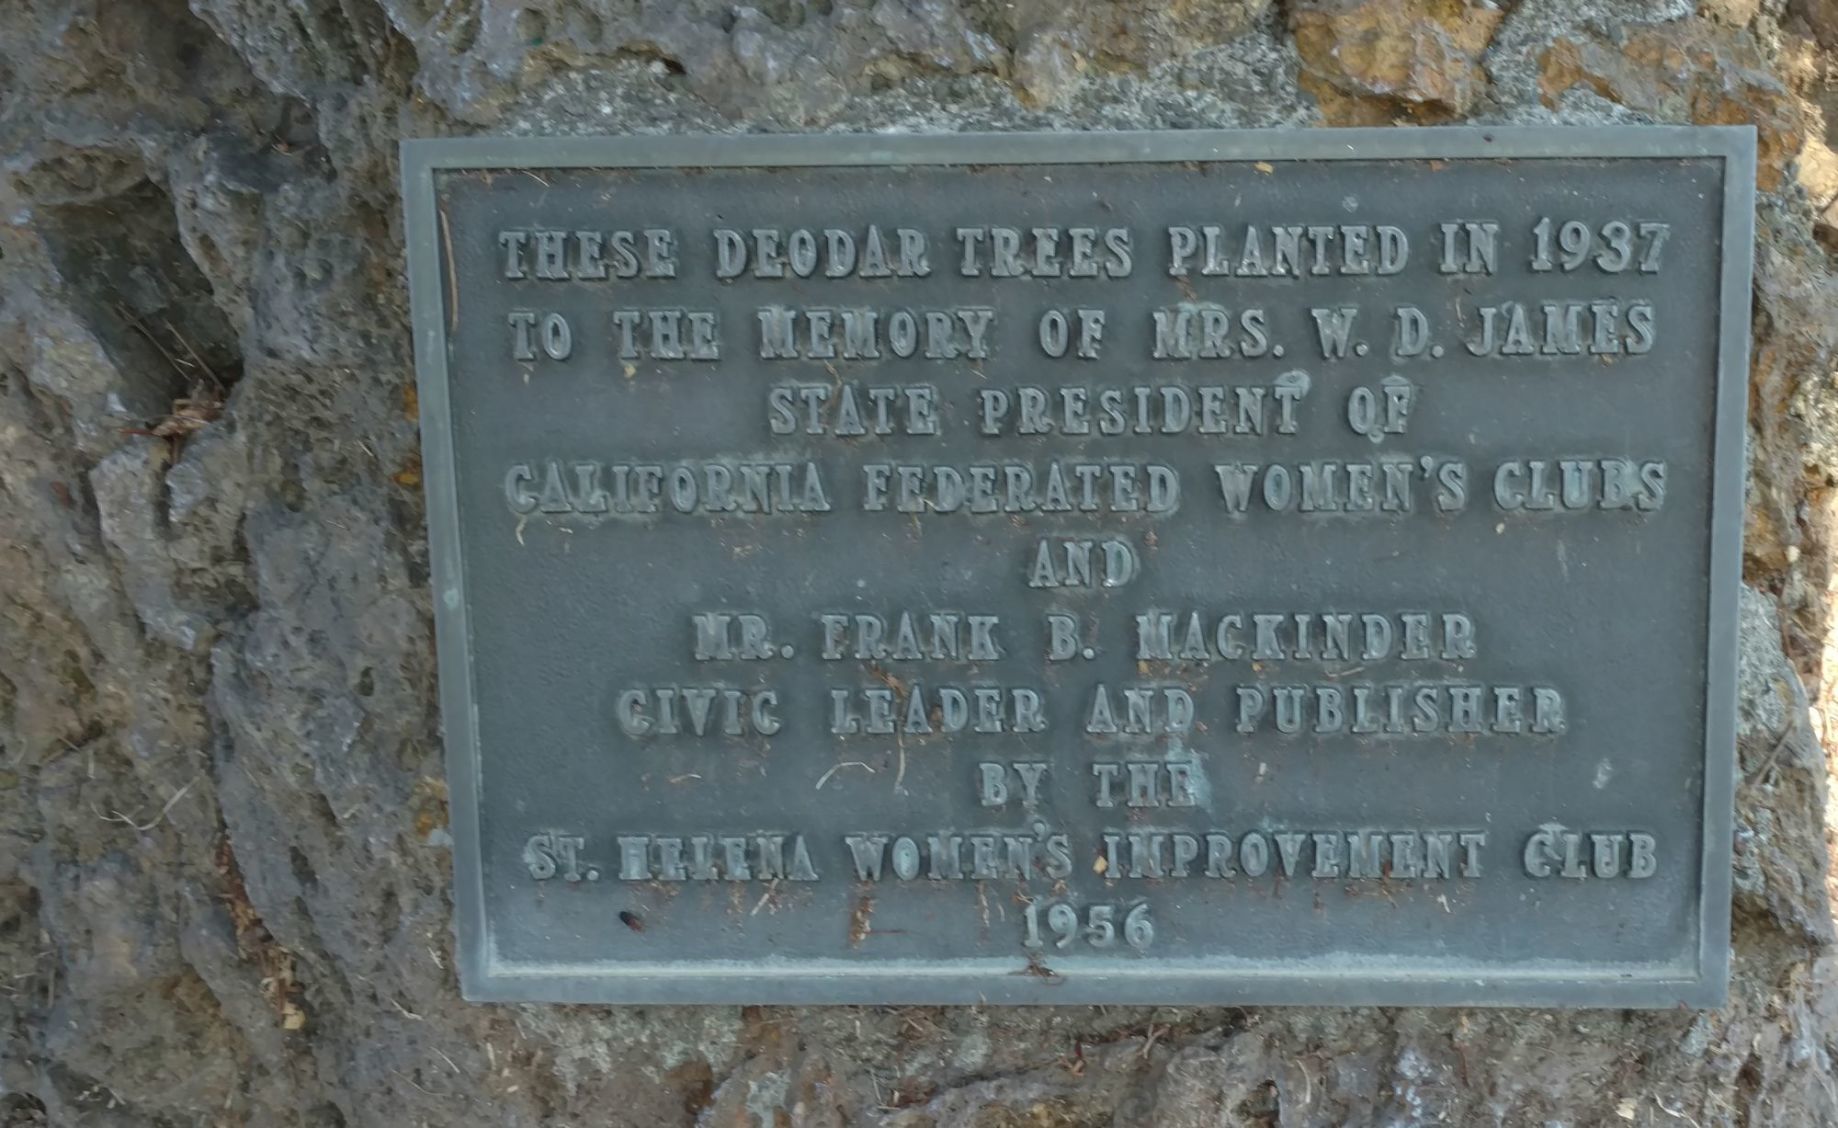 THESE DEODAR TREES PLANTED IN 1937
TO THE MEMORY OF MRS. W. D. JAMES
STATE PRESIDENT OF
CALIFORNIA FEDERATED WOMEN'S CLUBS
AND
MR. FRANK B. MACKINDER
CIVIC LEADER AND PUBLISHER
BY THE
ST. HELENA WOMEN'S IMPROVEMENT CLUB
1956